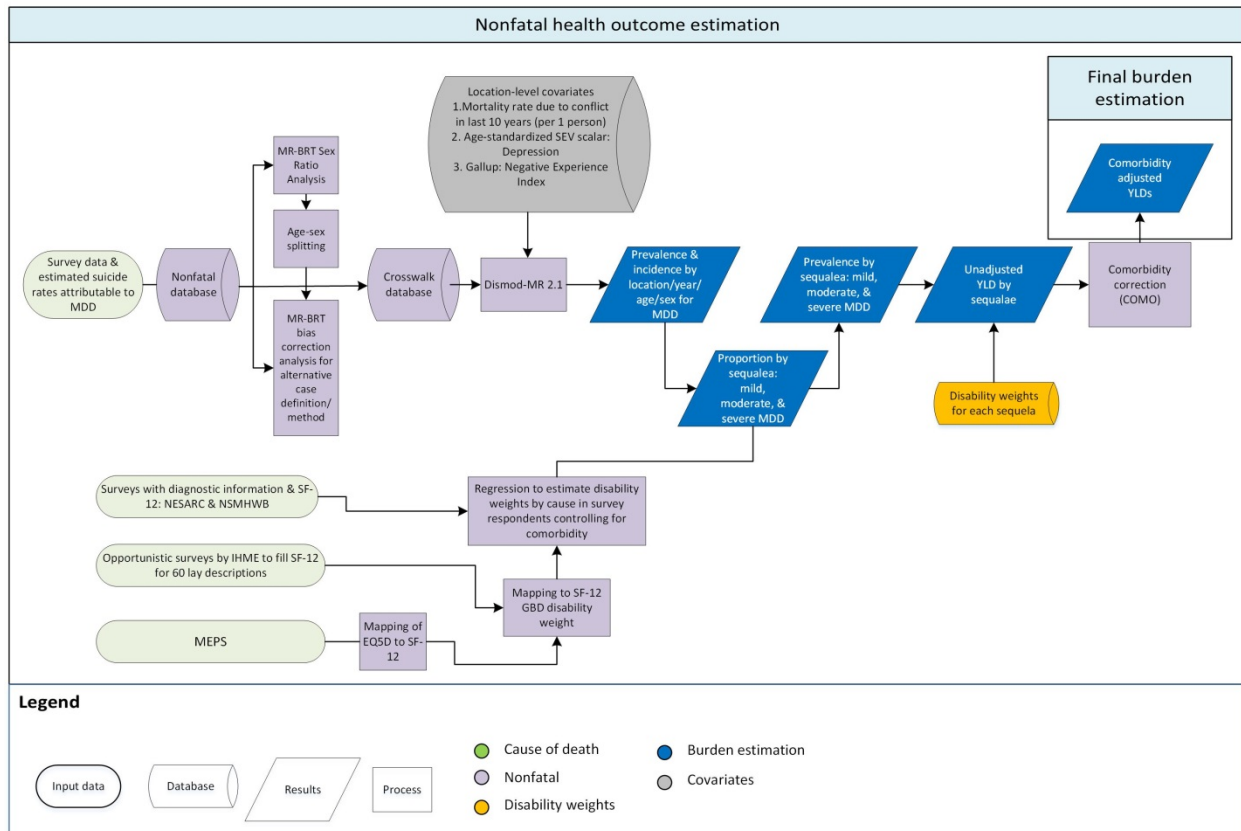 Nonfatal health outcome estimation
Final burden
estimation
Location-level covariates
1.Mortality rate due to conflict
in last 10 years (per 1 person)
2. Age-standardized SEV scalar:
Depression
3. Gallup: Negative Experience
Index
MR-BRT Sex
Ratio
Analysis
Comorbidity
adjusted
YLDs
Age-sex
splitting
Survey data &
estimated suicide
rates attributable to
MDD
Nonfatal
database
Crosswalk
database
Dismod-MR 2.1
Prevalence &
incidence by
location/year/
age/sex for
MDD
Prevalence by
sequalea: mild,
moderate, &
severe MDD
Unadjusted
YLD by
sequalae
Comorbidity
correction
(COMO)
MR-BRT
bias
correction
analysis for
alternative
case
definition/
method
Proportion by
sequalea:
mild,
moderate, &
severe MDD
Disability weights
for each sequela
Surveys with diagnostic information & SF-
12: NESARC & NSMHWB
Regression to estimate disability
weights by cause in survey
respondents controlling for
comorbidity
Opportunistic surveys by IHME to fill SF-12
for 60 lay descriptions
Mapping to SF-12
GBD disability
weight
MEPS
Mapping of
EQ5D to SF-
12
Legend
Input data
Database
Results
Process
Cause of death
Nonfatal
Disability weights
Burden estimation
Covariates